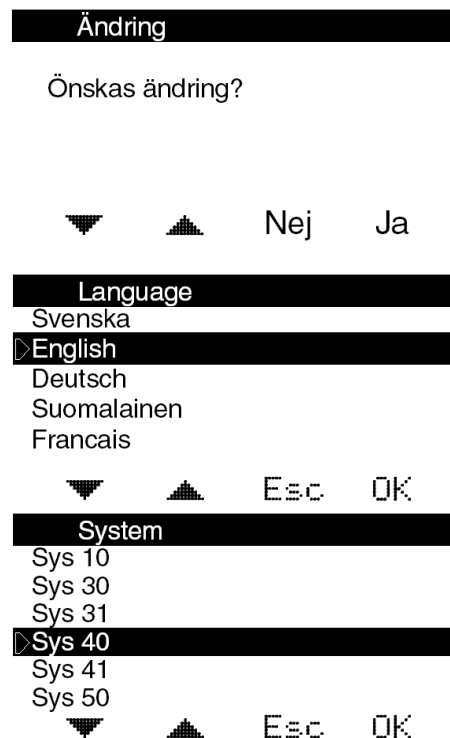 Ändring
Önskas ändring?
Nej Ja
Language
Svenska
English
Deutsch
Suomalainen
Francais
Esc OK
System
Sys 10
Sys 30
Sys 31
Sys 40
Sys 41
Sys 50
Esc OK